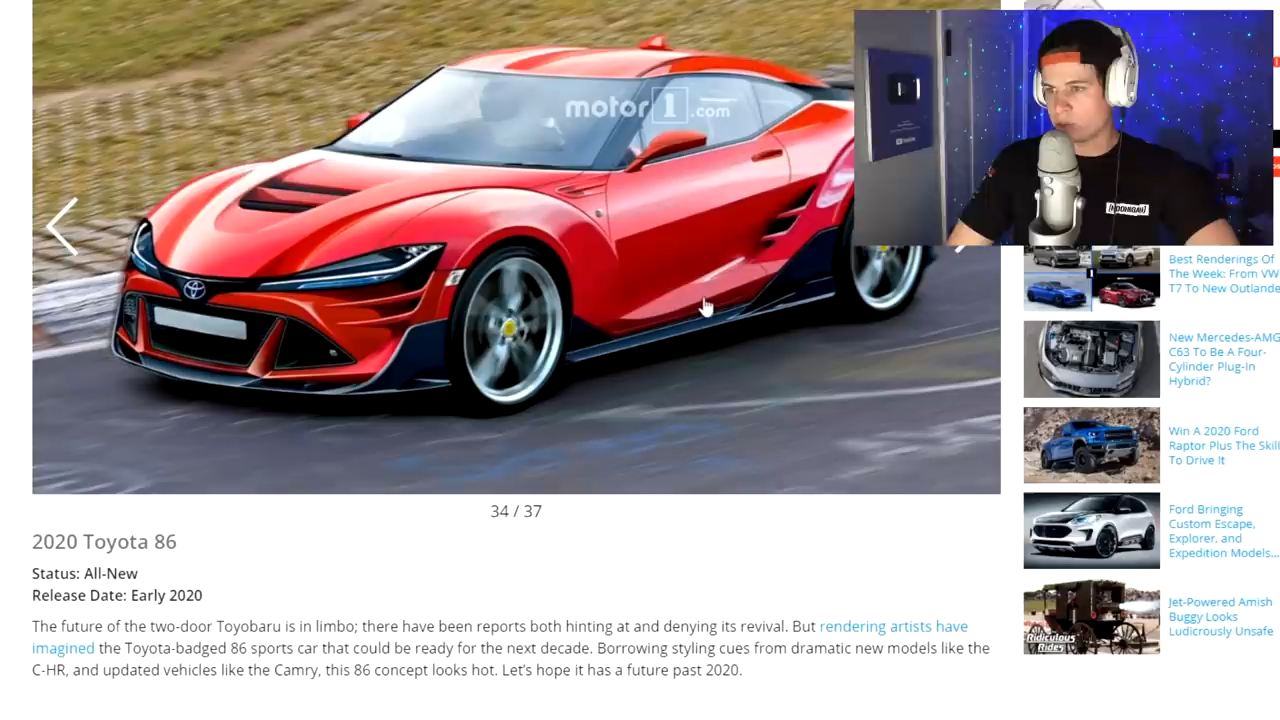 motor1.com
[HOONIGAN]
Best Renderings Of
The Week: From VW
T7 To New Outlande
New Mercedes-AMG
C63 To Be A Four-
Cylinder Plug-In
Hybrid?
Win A 2020 Ford
Raptor Plus The Skill
To Drive It
Ford Bringing
Custom Escape,
Explorer, and
Expedition Models...
Jet-Powered Amish
Buggy Looks
Ludicrously Unsafe
Ridiculous
Rides
34 / 37
2020 Toyota 86
Status: All-New
Release Date: Early 2020
The future of the two-door Toyobaru is in limbo; there have been reports both hinting at and denying its revival. But rendering artists have
imagined the Toyota-badged 86 sports car that could be ready for the next decade. Borrowing styling cues from dramatic new models like the
C-HR, and updated vehicles like the Camry, this 86 concept looks hot. Let's hope it has a future past 2020.